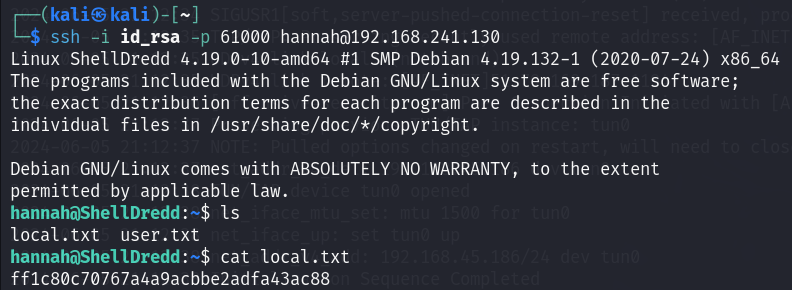 ┌──(kali㉿kali)-[~]
└─$ ssh -i id_rsa -p 61000 hannah@192.168.241.130
Linux ShellDredd 4.19.0-10-amd64 #1 SMP Debian 4.19.132-1 (2020-07-24) x86_64
The programs included with the Debian GNU/Linux system are free software;
the exact distribution terms for each program are described in the
individual files in /usr/share/doc/*/copyright.
Debian GNU/Linux comes with ABSOLUTELY NO WARRANTY, to the extent
permitted by applicable law.
hannah@ShellDredd:~$ ls
local.txt  user.txt
hannah@ShellDredd:~$ cat local.txt
ff1c80c70767a4a9acbbe2adfa43ac88